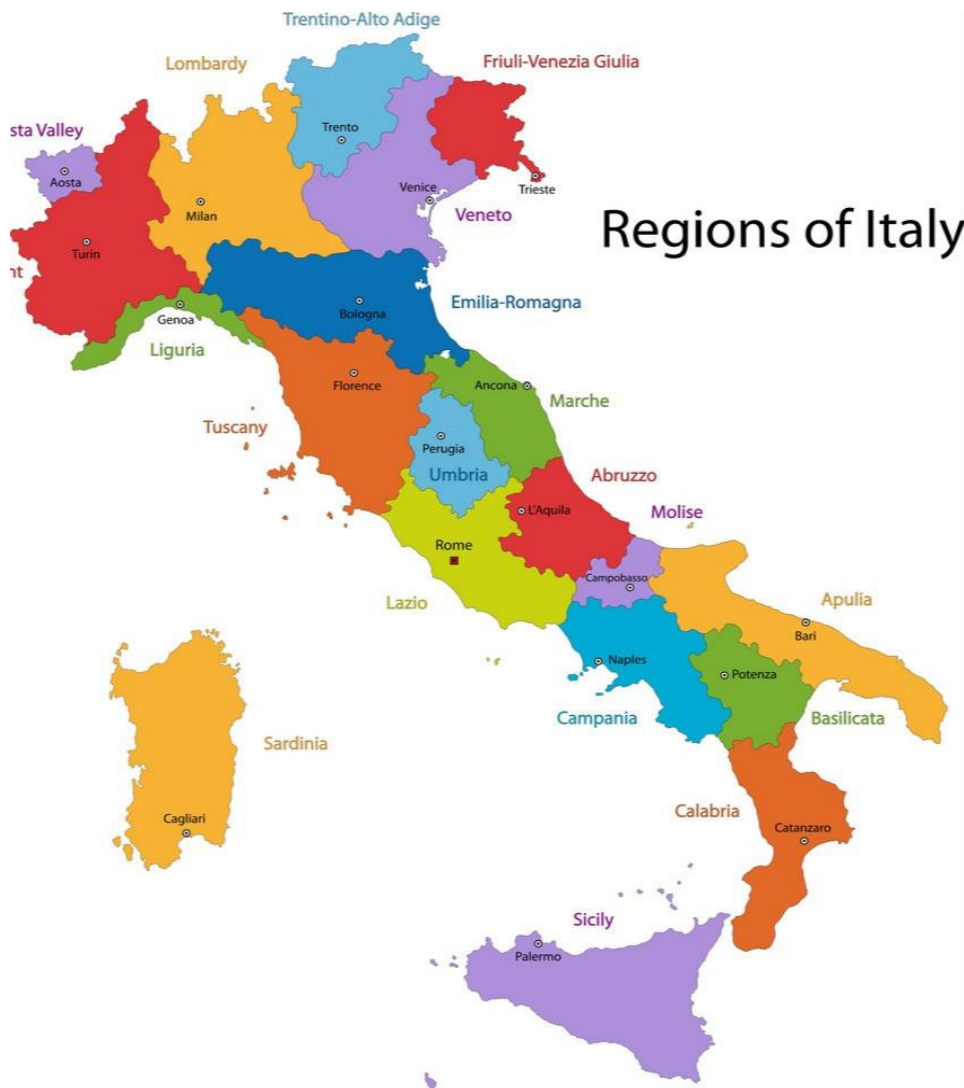 Trentino-Alto Adige
Lombardy
Friuli-Venezia Giulia
sta Valley
Trento
Aosta
Venice
Trieste
Milan
Veneto
Regions of Italy
Turin
nt
Emilia-Romagna
Bologna
Genoa
Liguria
Florence
Ancona
Marche
Tuscany
Perugia
Umbria
Abruzzo
L'Aquila
Molise
Rome
Campobasso
Lazio
Apulia
Bari
Naples
Potenza
Campania
Basilicata
Sardinia
Calabria
Cagliari
Catanzaro
Sicily
Palermo